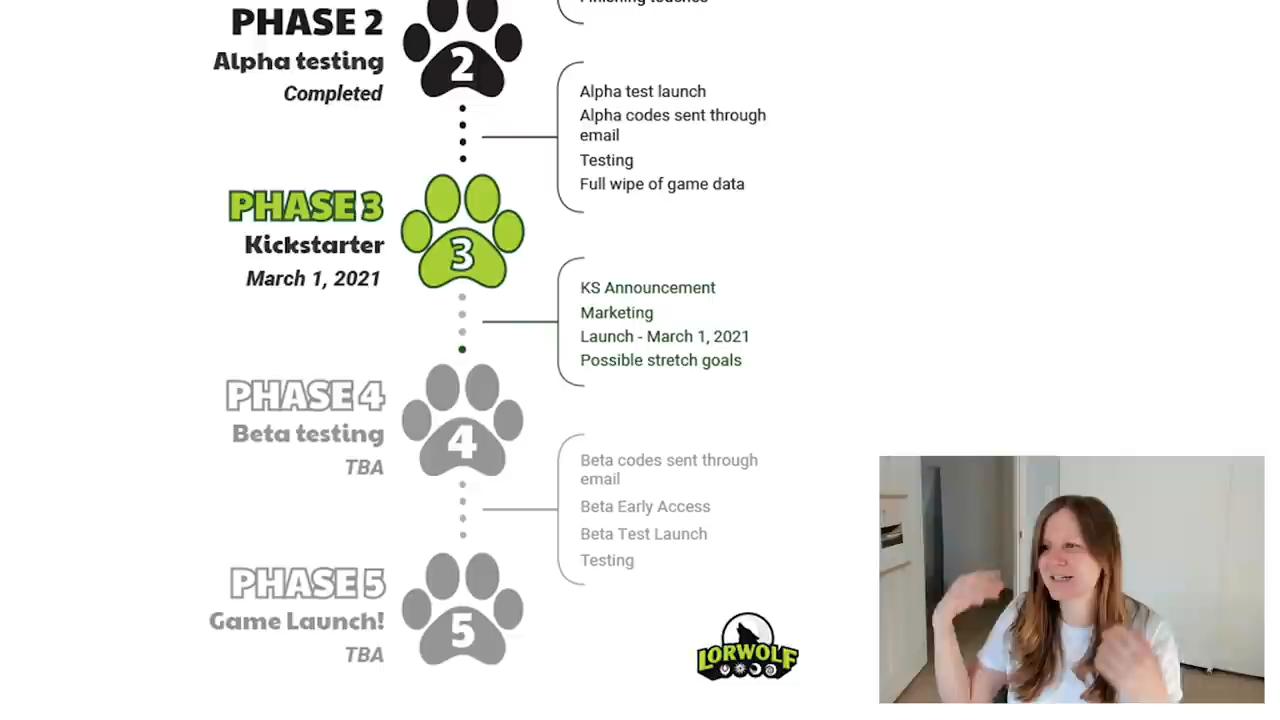 Finishing touches
PHASE 2
Alpha testing
Completed
2
Alpha test launch
Alpha codes sent through
email
Testing
Full wipe of game data
PHASE 3
Kickstarter
March 1, 2021
3
KS Announcement
Marketing
Launch - March 1, 2021
Possible stretch goals
PHASE 4
Beta testing
TBA
4
Beta codes sent through
email
Beta Early Access
Beta Test Launch
Testing
PHASE 5
Game Launch!
TBA
5
LORWOLF